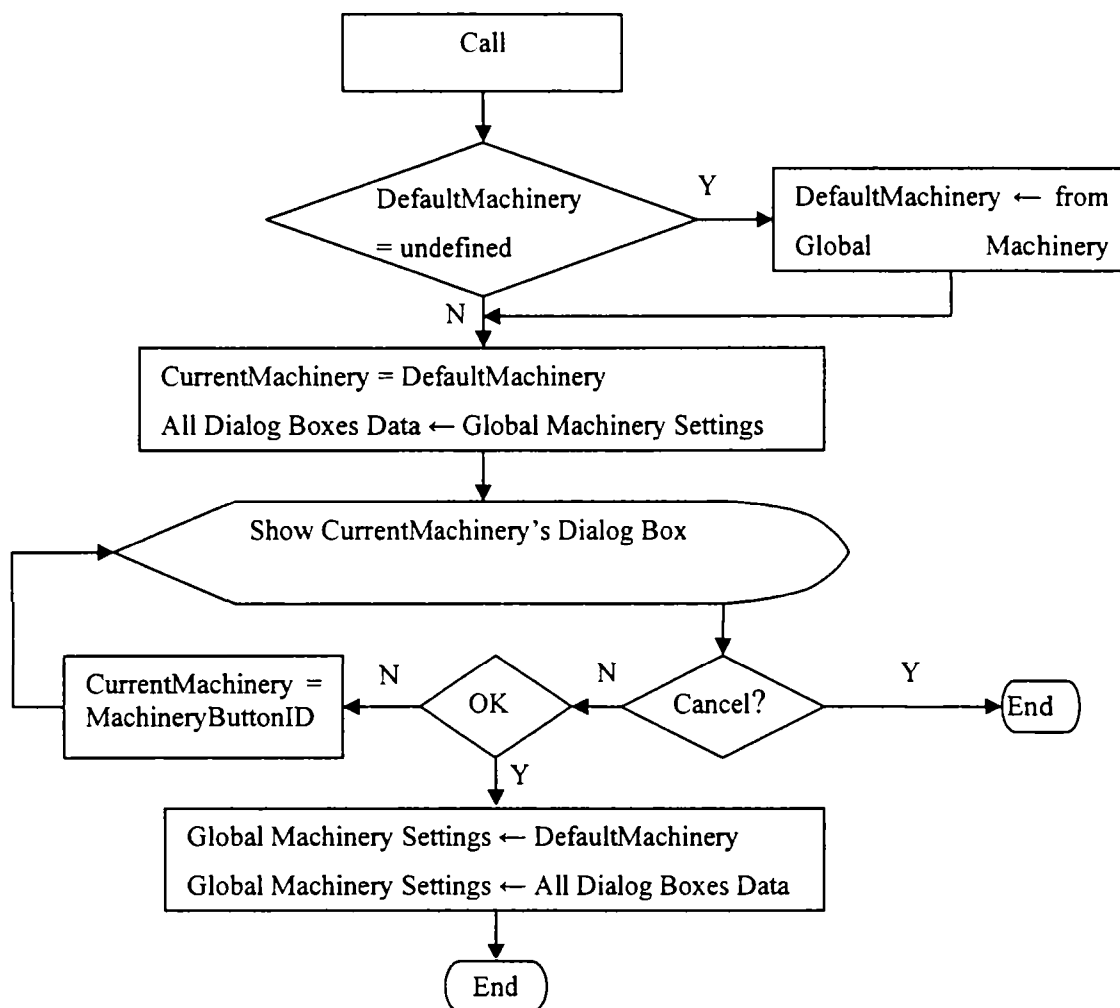 Call
DefaultMachinery
= undefined
Y
DefaultMachinery ← from
Global Machinery
N
CurrentMachinery = DefaultMachinery
All Dialog Boxes Data ← Global Machinery Settings
Show CurrentMachinery's Dialog Box
CurrentMachinery =
MachineryButtonID
N
OK
N
Cancel?
Y
End
Y
Global Machinery Settings ← DefaultMachinery
Global Machinery Settings ← All Dialog Boxes Data
End